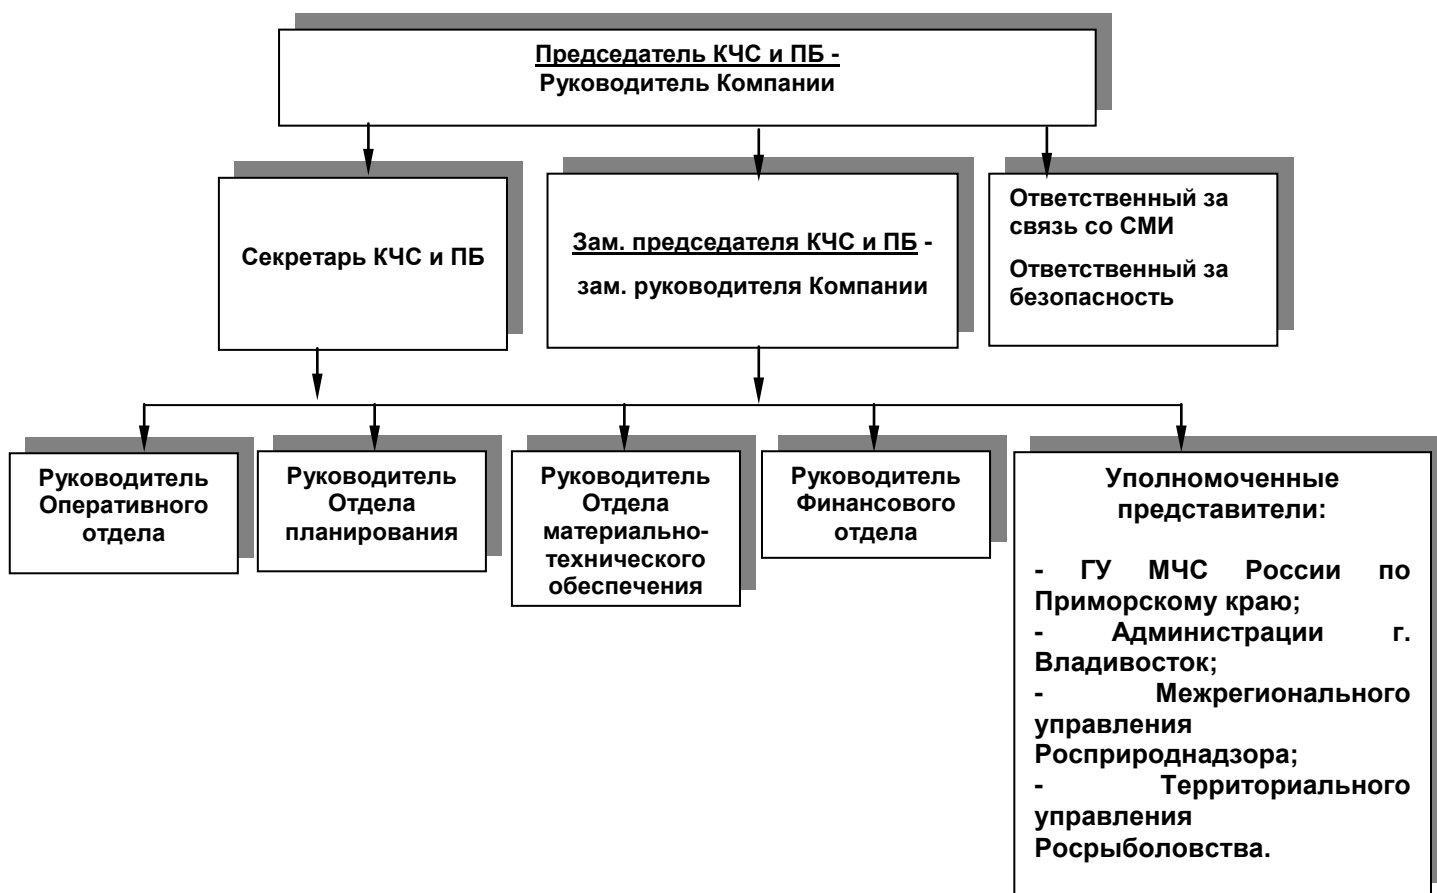 Председатель КЧС и ПБ -
Руководитель Компании
Секретарь КЧС и ПБ
Зам. председателя КЧС и ПБ -
зам. руководителя Компании
Ответственный за
связь со СМИ
Ответственный за
безопасность
Руководитель
Оперативного
отдела
Руководитель
Отдела
планирования
Руководитель
Отдела
материально-
технического
обеспечения
Руководитель
Финансового
отдела
Уполномоченные
представители:
- ГУ МЧС России по
Приморскому краю;
- Администрации г.
Владивосток;
- Межрегионального
управления
Росприроднадзора;
- Территориального
управления
Росрыболовства.